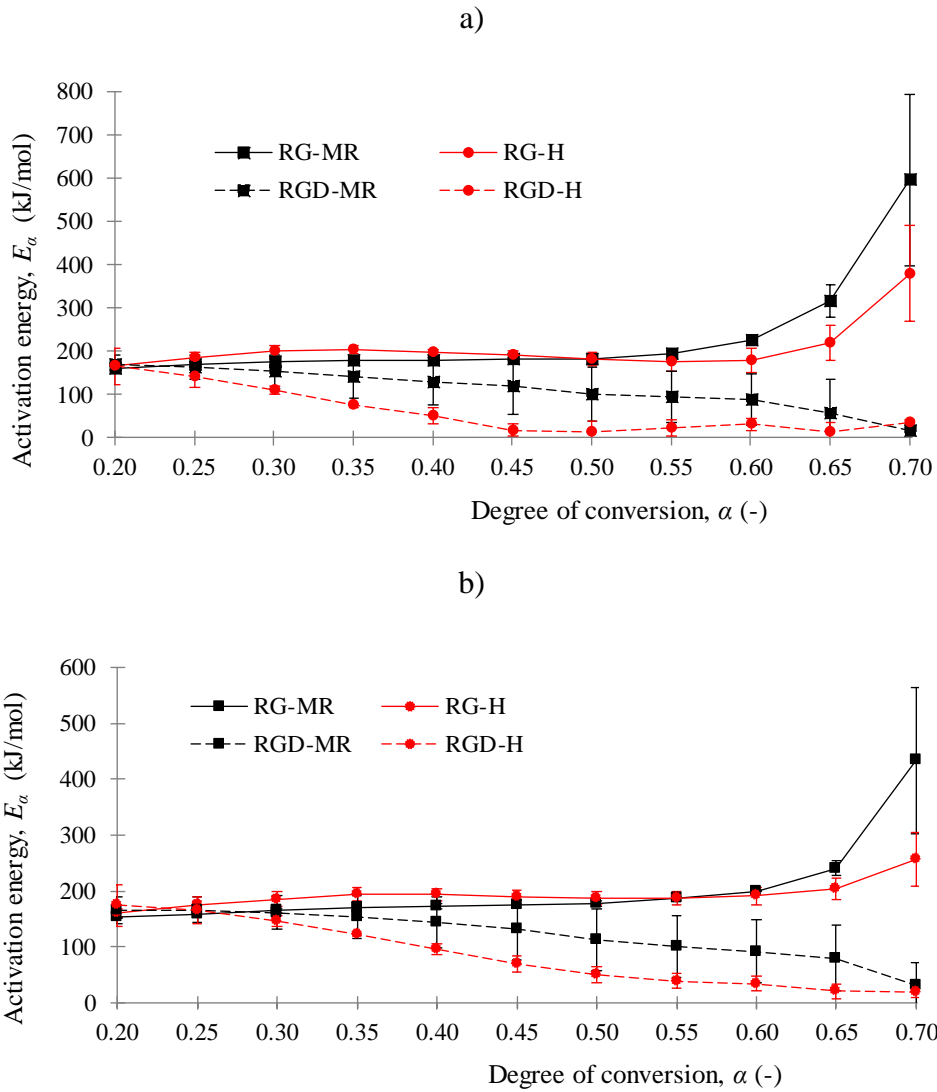 a)
Activation energy, Eα (kJ/mol)
800
700
600
500
400
300
200
100
0
RG-MR
RG-H
RGD-MR
RGD-H
0.20 0.25 0.30 0.35 0.40 0.45 0.50 0.55 0.60 0.65 0.70
Degree of conversion, α (-)
b)
Activation energy, Eα (kJ/mol)
600
500
400
300
200
100
0
RG-MR
RG-H
RGD-MR
RGD-H
0.20 0.25 0.30 0.35 0.40 0.45 0.50 0.55 0.60 0.65 0.70
Degree of conversion, α (-)